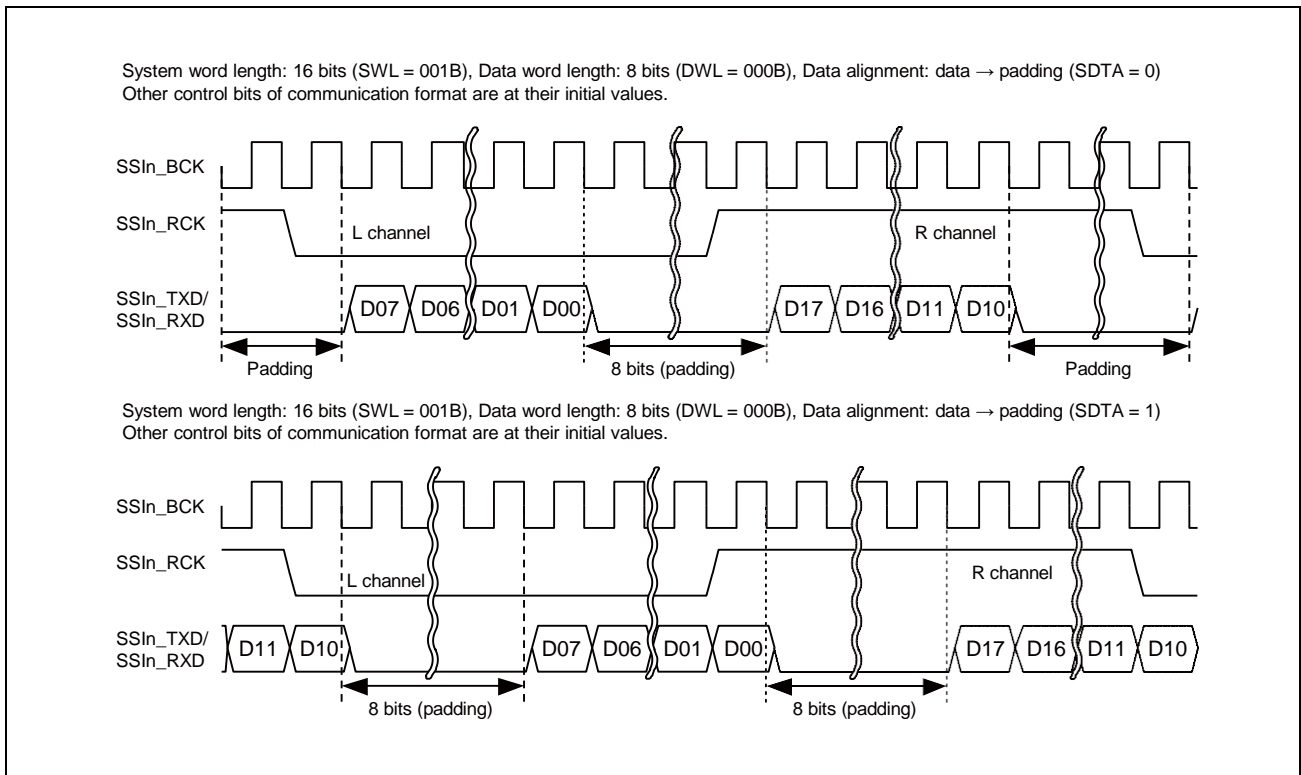 System word length: 16 bits (SWL = 001B), Data word length: 8 bits (DWL = 000B), Data alignment: data → padding (SDTA = 0)
Other control bits of communication format are at their initial values.
SSIn_BCK
SSIn_RCK
L channel
R channel
SSIn_TXD/
SSIn_RXD
D07 D06 D01 D00 D17 D16 D11 D10
Padding 8 bits (padding) Padding
System word length: 16 bits (SWL = 001B), Data word length: 8 bits (DWL = 000B), Data alignment: data → padding (SDTA = 1)
Other control bits of communication format are at their initial values.
SSIn_BCK
SSIn_RCK
L channel
R channel
SSIn_TXD/
SSIn_RXD
D11 D10 D07 D06 D01 D00 D17 D16 D11 D10
8 bits (padding) 8 bits (padding)